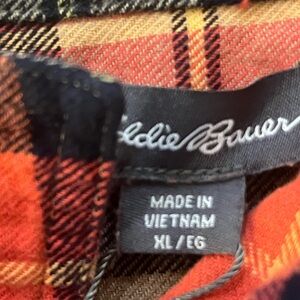 ddie Bauer
MADE IN
VIETNAM
XL/EG